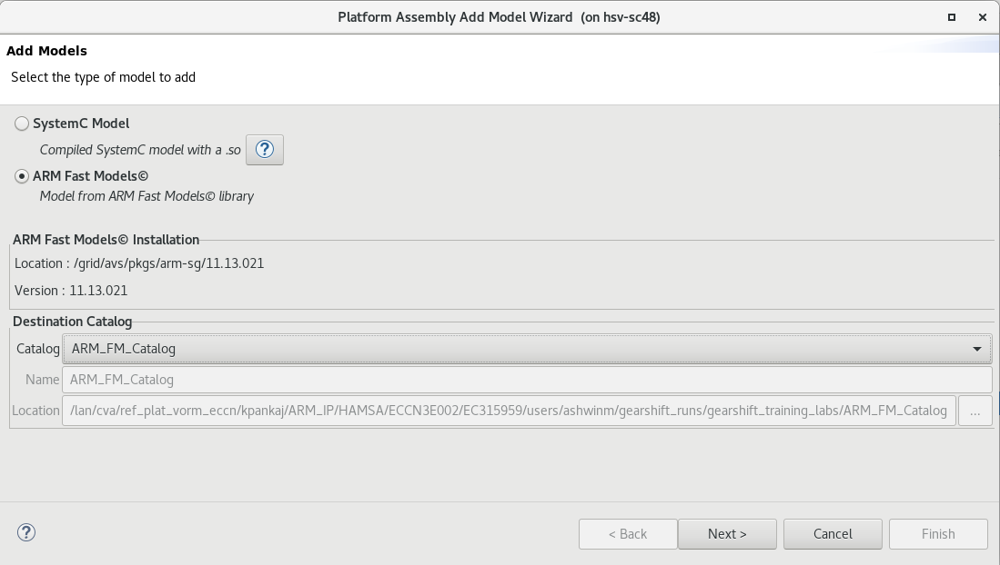 Platform Assembly Add Model Wizard (on hsv-sc48)
Add Models
Select the type of model to add
SystemC Model
Compiled SystemC model with a .so
?
ARM Fast Models©
Model from ARM Fast Models© library
ARM Fast Models© Installation
Location : /grid/avs/pkgs/arm-sg/11.13.021
Version : 11.13.021
Destination Catalog
Catalog ARM_FM_Catalog
Name ARM_FM_Catalog
Location /lan/cva/ref_plat_vorm_eccn/kpankaj/ARM_IP/HAMSA/ECCN3E002/EC315959/users/ashwinm/gearshift_runs/gearshift_training_labs/ARM_FM_Catalog ...
? < Back Next > Cancel Finish